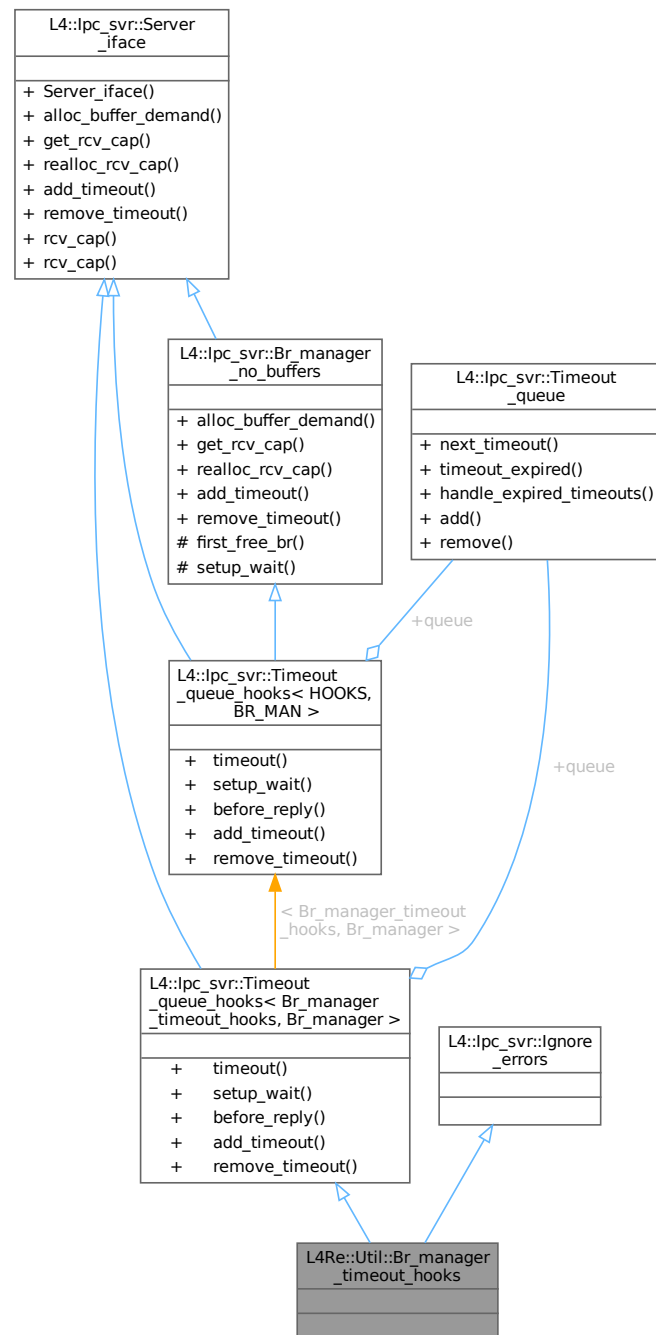 L4::Ipc_svr::Server
_iface
+ Server_iface()
+ alloc_buffer_demand()
+ get_rcv_cap()
+ realloc_rcv_cap()
+ add_timeout()
+ remove_timeout()
+ rcv_cap()
+ rcv_cap()
L4::Ipc_svr::Br_manager
_no_buffers
+ alloc_buffer_demand()
+ get_rcv_cap()
+ realloc_rcv_cap()
+ add_timeout()
+ remove_timeout()
# first_free_br()
# setup_wait()
L4::Ipc_svr::Timeout
_queue
+ next_timeout()
+ timeout_expired()
+ handle_expired_timeouts()
+ add()
+ remove()
+queue
L4::Ipc_svr::Timeout
_queue_hooks< HOOKS,
BR_MAN >
+ timeout()
+ setup_wait()
+ before_reply()
+ add_timeout()
+ remove_timeout()
+queue
< Br_manager_timeout
_hooks, Br_manager >
L4::Ipc_svr::Timeout
_queue_hooks< Br_manager
_timeout_hooks, Br_manager >
+ timeout()
+ setup_wait()
+ before_reply()
+ add_timeout()
+ remove_timeout()
L4::Ipc_svr::Ignore
_errors
L4Re::Util::Br_manager
_timeout_hooks